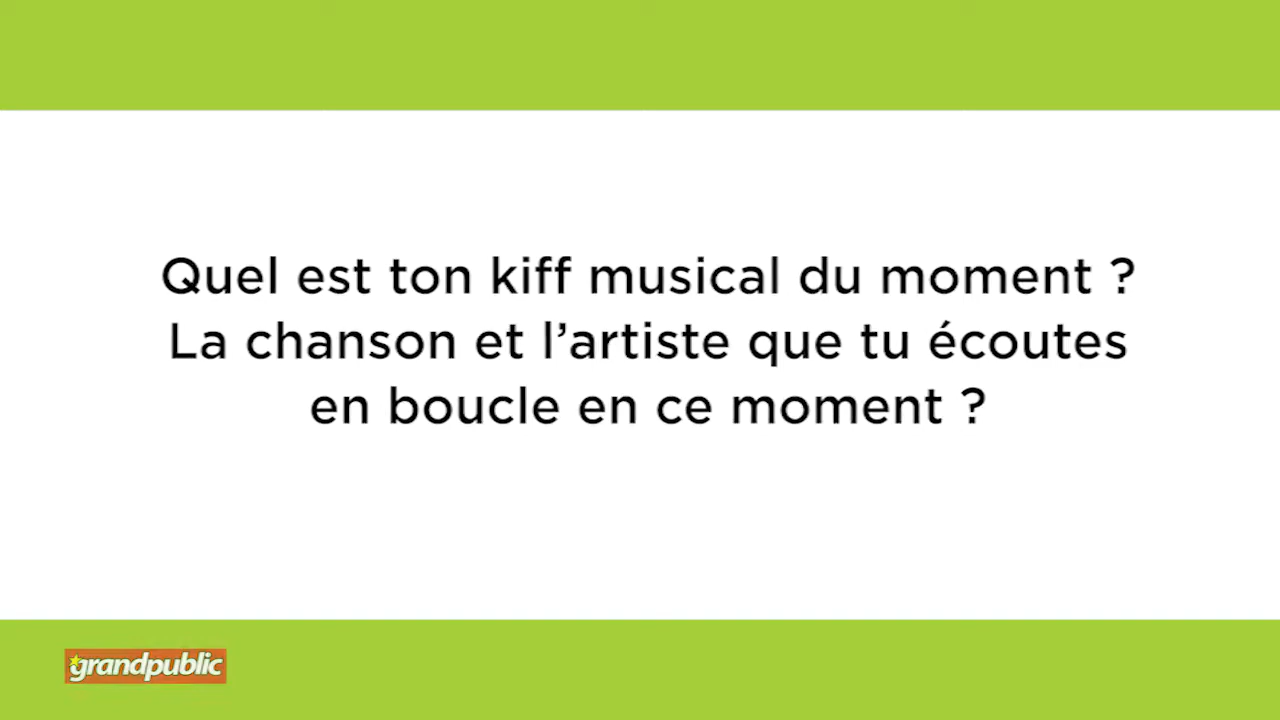 Quel est ton kiff musical du moment ?
La chanson et l’artiste que tu écoutes
en boucle en ce moment ?
grandpublic